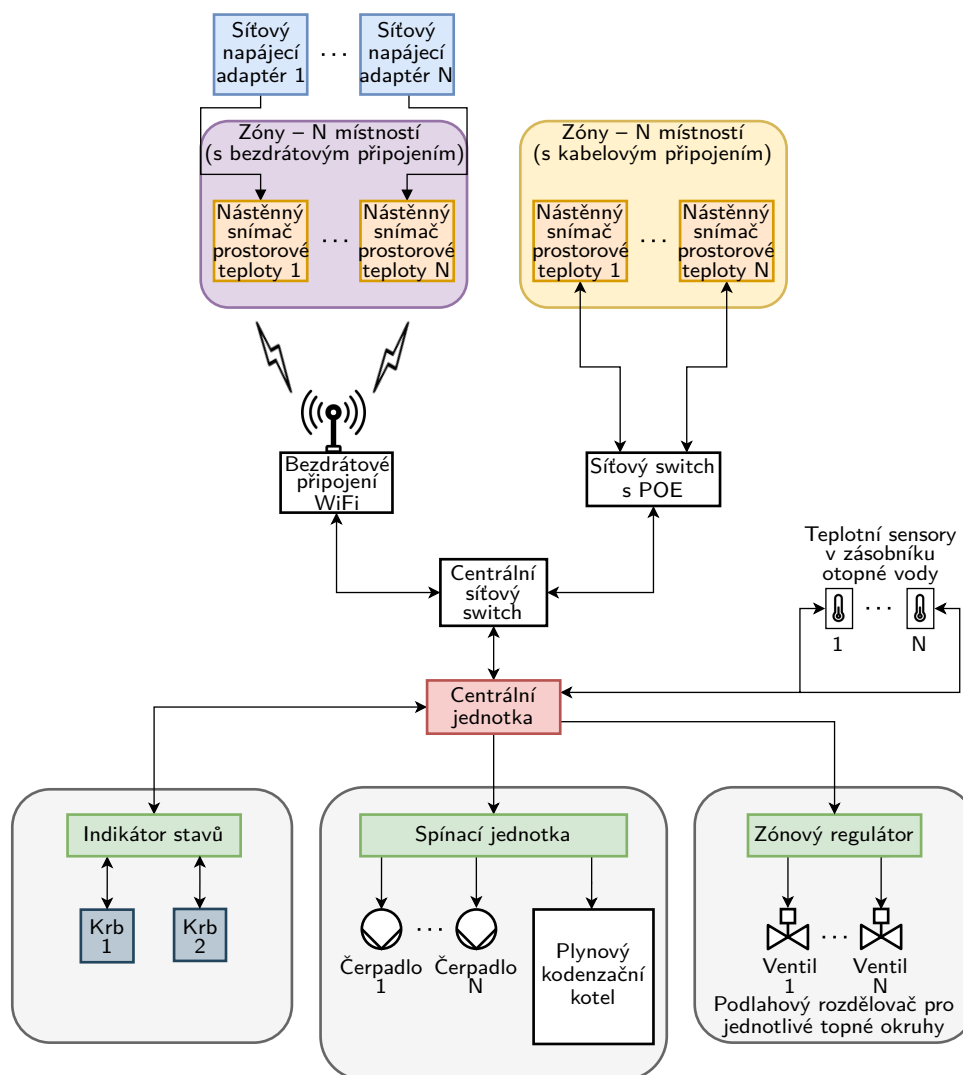 Síťový
napájecí
adaptér 1
. . .
Síťový
napájecí
adaptér N
Zóny – N místností
(s bezdrátovým připojením)
Zóny – N místností
(s kabelovým připojením)
Nástěnný
snímač
prostorové
teploty 1
. . .
Nástěnný
snímač
prostorové
teploty N
Nástěnný
snímač
prostorové
teploty 1
. . .
Nástěnný
snímač
prostorové
teploty N
Bezdrátové
připojení
WiFi
Síťový switch
s POE
Centrální
síťový
switch
Teplotní sensory
v zásobníku
otopné vody
. . .
1
N
Centrální
jednotka
Indikátor stavů
Krb
1
Krb
2
Spínací jednotka
. . .
Čerpadlo
1
Čerpadlo
N
Plynový
kodenzační
kotel
Zónový regulátor
. . .
Ventil
1
Ventil
N
Podlahový rozdělovač pro
jednotlivé topné okruhy